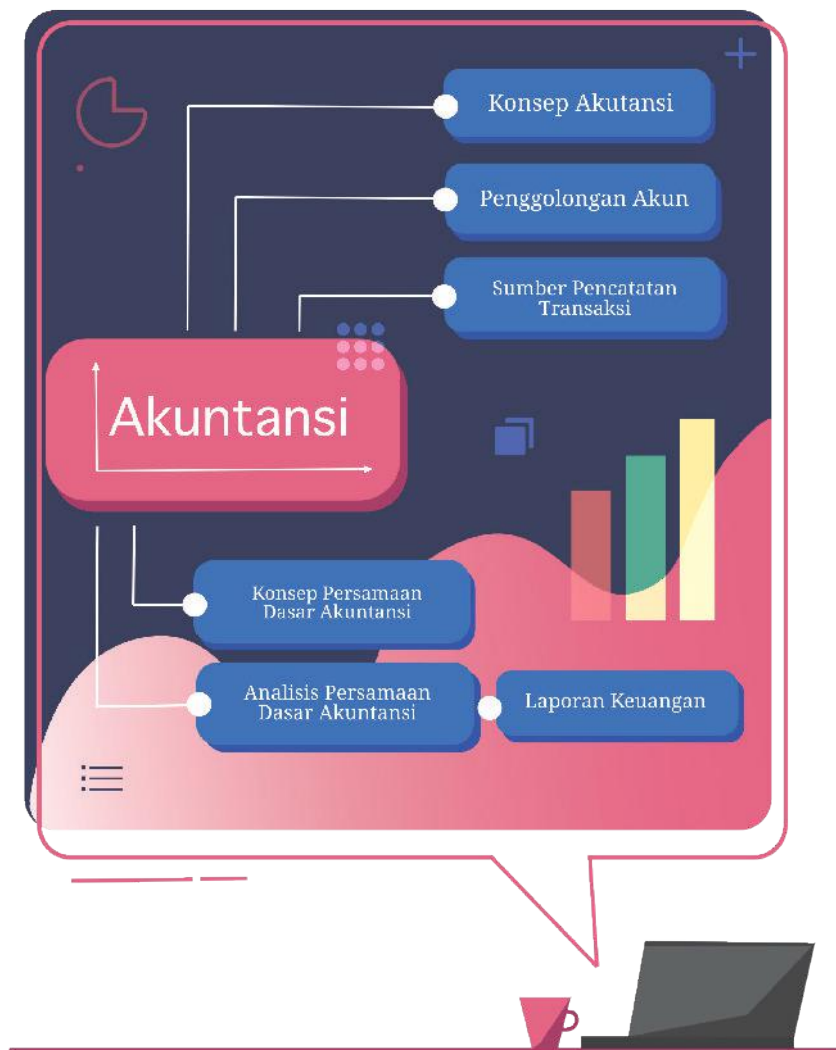 Konsep Akutansi
Penggolongan Akun
Sumber Pencatatan
Transaksi
Akuntansi
Konsep Persamaan
Dasar Akuntansi
Analisis Persamaan
Dasar Akuntansi
Laporan Keuangan